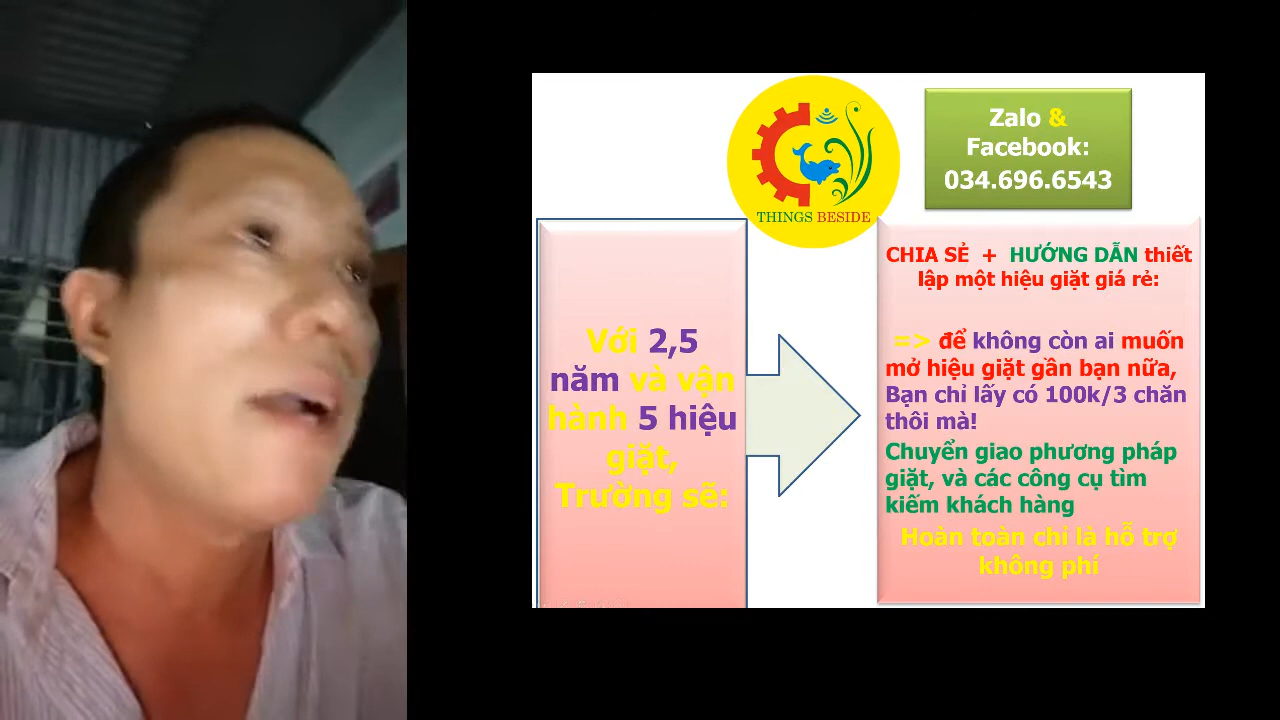 THINGS BESIDE
Zalo &
Facebook:
034.696.6543
Với 2,5
năm và vận
hành 5 hiệu
giặt,
Trường sẽ:
CHIA SẺ + HƯỚNG DẪN thiết
lập một hiệu giặt giá rẻ:
=> để không còn ai muốn
mở hiệu giặt gần bạn nữa,
Bạn chỉ lấy có 100k/3 chăn
thôi mà!
Chuyển giao phương pháp
giặt, và các công cụ tìm
kiếm khách hàng
Hoàn toàn chỉ là hỗ trợ
không phí